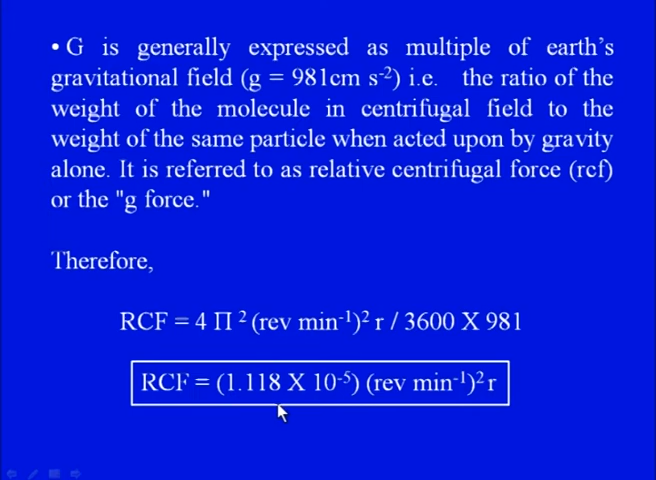 • G is generally expressed as multiple of earth's
gravitational field (g = 981cm s⁻²) i.e. the ratio of the
weight of the molecule in centrifugal field to the
weight of the same particle when acted upon by gravity
alone. It is referred to as relative centrifugal force (rcf)
or the "g force."
Therefore,
RCF = 4 Π ² (rev min⁻¹)² r / 3600 X 981
RCF = (1.118 X 10⁻⁵) (rev min⁻¹)² r